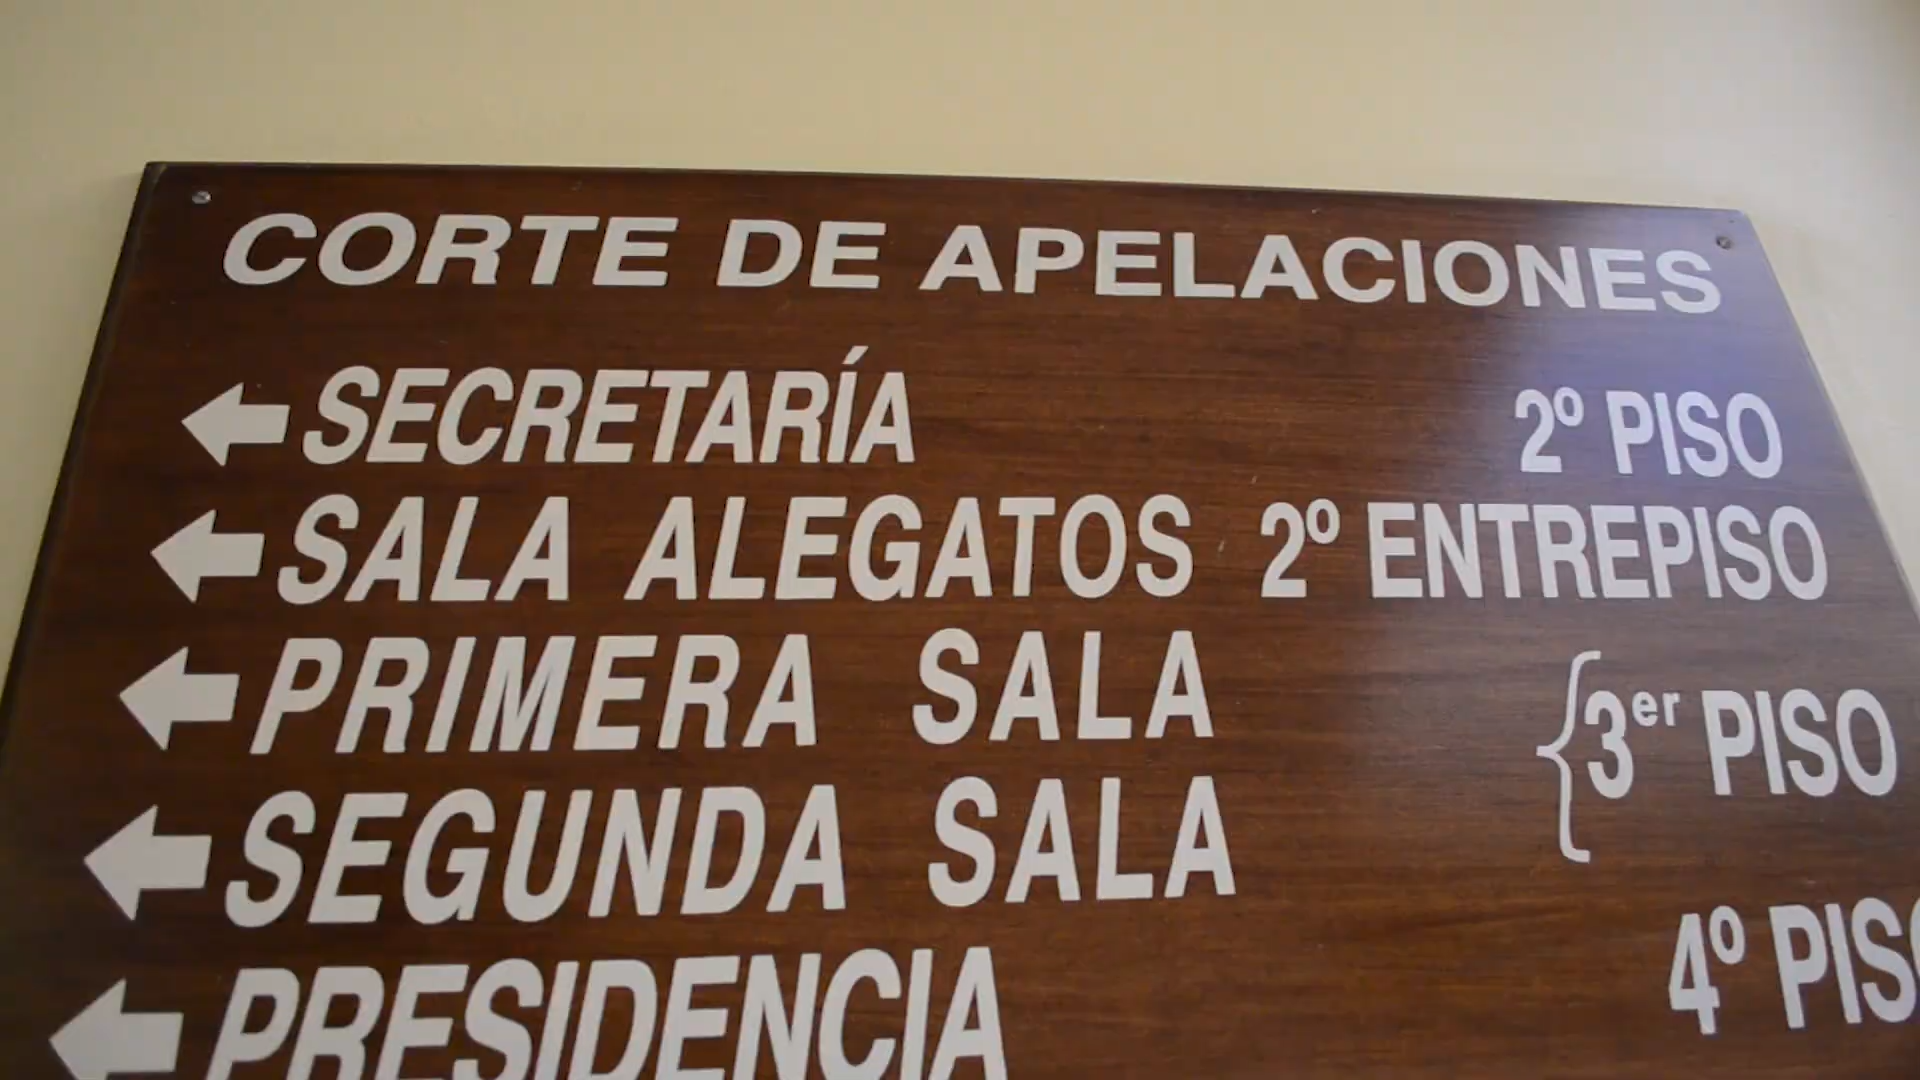 CORTE DE APELACIONES
SECRETARÍA 2º PISO
SALA ALEGATOS 2º ENTREPISO
PRIMERA SALA
3er PISO
SEGUNDA SALA
PRESIDENCIA 4º PISO